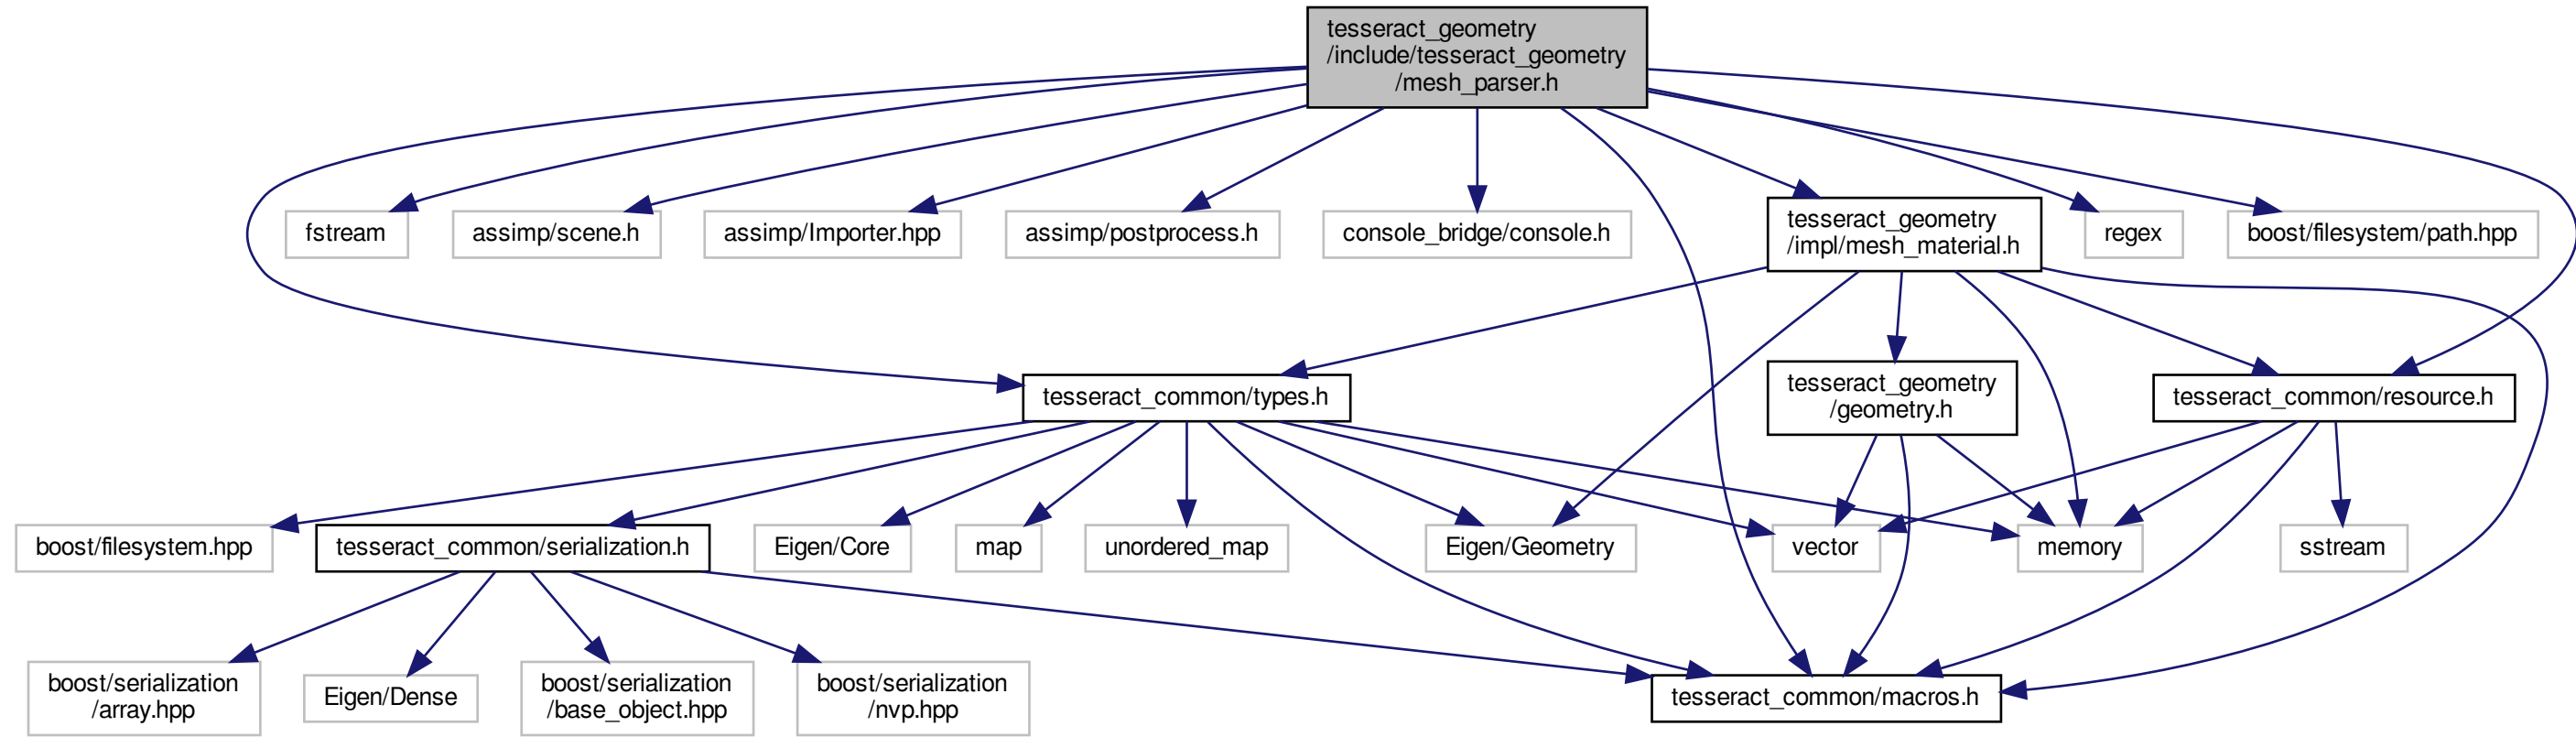 tesseract_geometry
/include/tesseract_geometry
/mesh_parser.h
fstream
assimp/scene.h
assimp/Importer.hpp
assimp/postprocess.h
console_bridge/console.h
tesseract_geometry
/impl/mesh_material.h
regex
boost/filesystem/path.hpp
tesseract_common/types.h
tesseract_geometry
/geometry.h
tesseract_common/resource.h
boost/filesystem.hpp
tesseract_common/serialization.h
Eigen/Core
map
unordered_map
Eigen/Geometry
vector
memory
sstream
boost/serialization
/array.hpp
Eigen/Dense
boost/serialization
/base_object.hpp
boost/serialization
/nvp.hpp
tesseract_common/macros.h